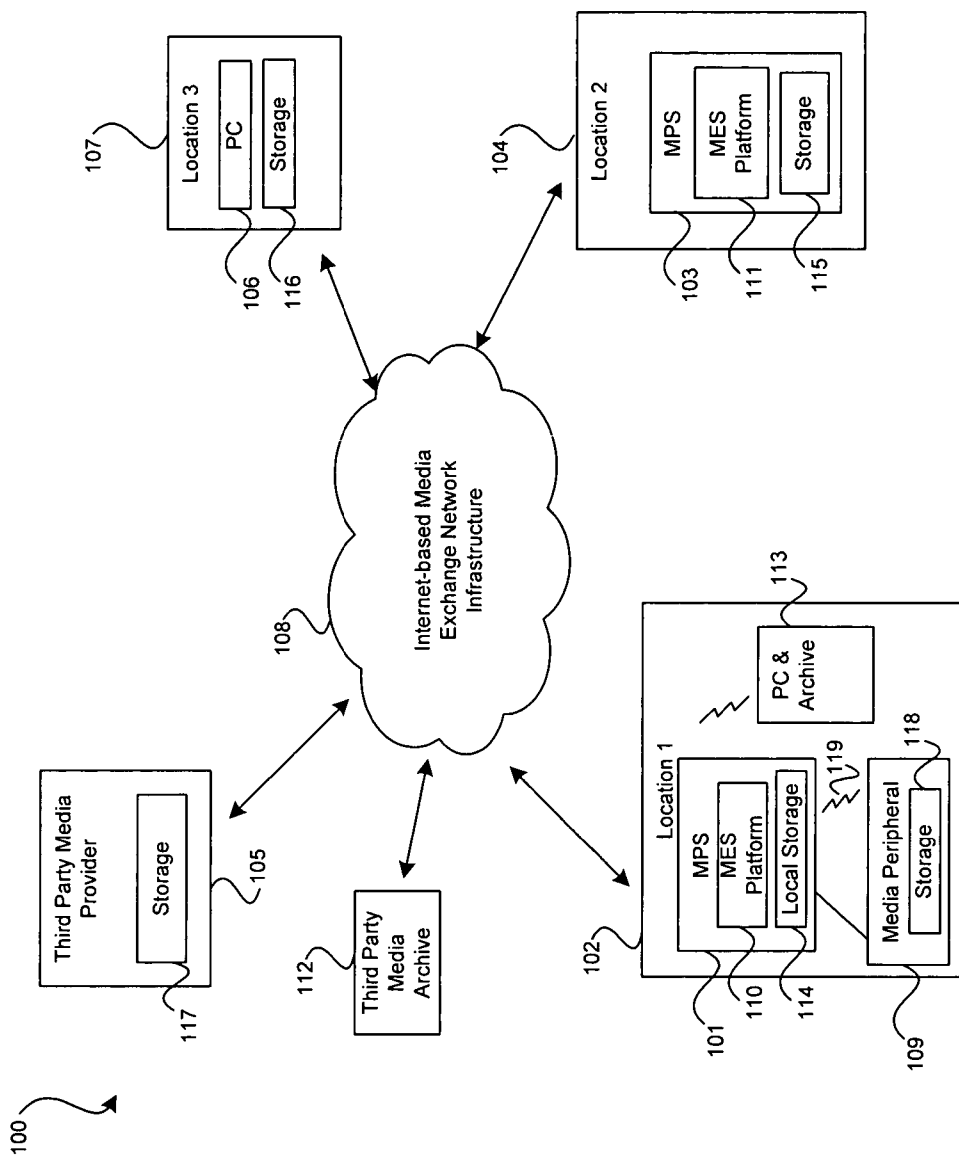 100
Third Party Media
Provider
Storage
117
105
112
Third Party
Media
Archive
108
Internet-based Media
Exchange Network
Infrastructure
107
Location 3
PC
Storage
106
116
104
Location 2
MPS
MES
Platform
Storage
103
111
115
102
Location 1
MPS
MES
Platform
Local Storage
101
110
114
PC &
Archive
113
119
Media Peripheral
Storage
118
109